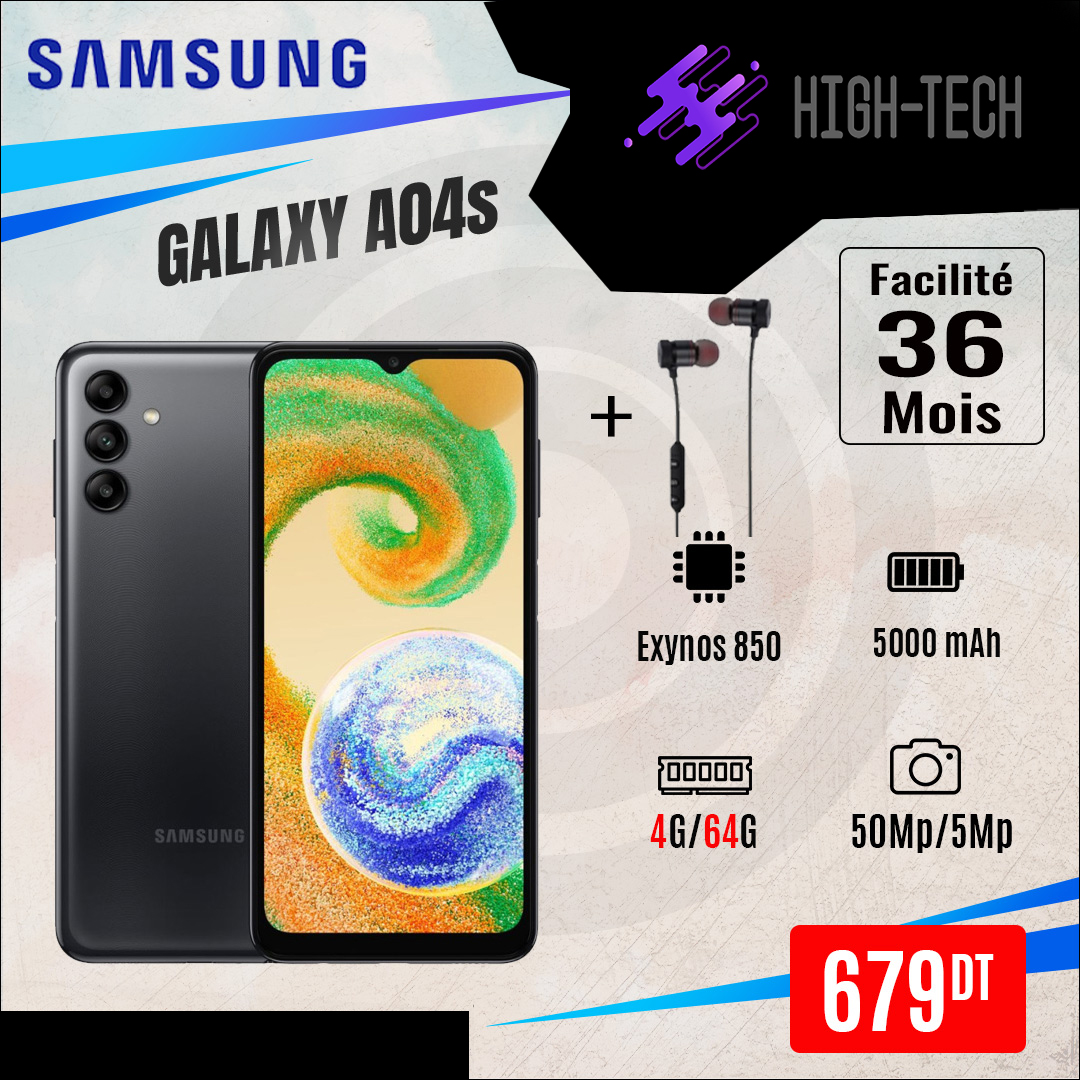 SAMSUNG
HIGH-TECH
GALAXY A04s
Facilité
36
Mois
+
Exynos 850
5000 mAh
4G/64G
50Mp/5Mp
SAMSUNG
679DT